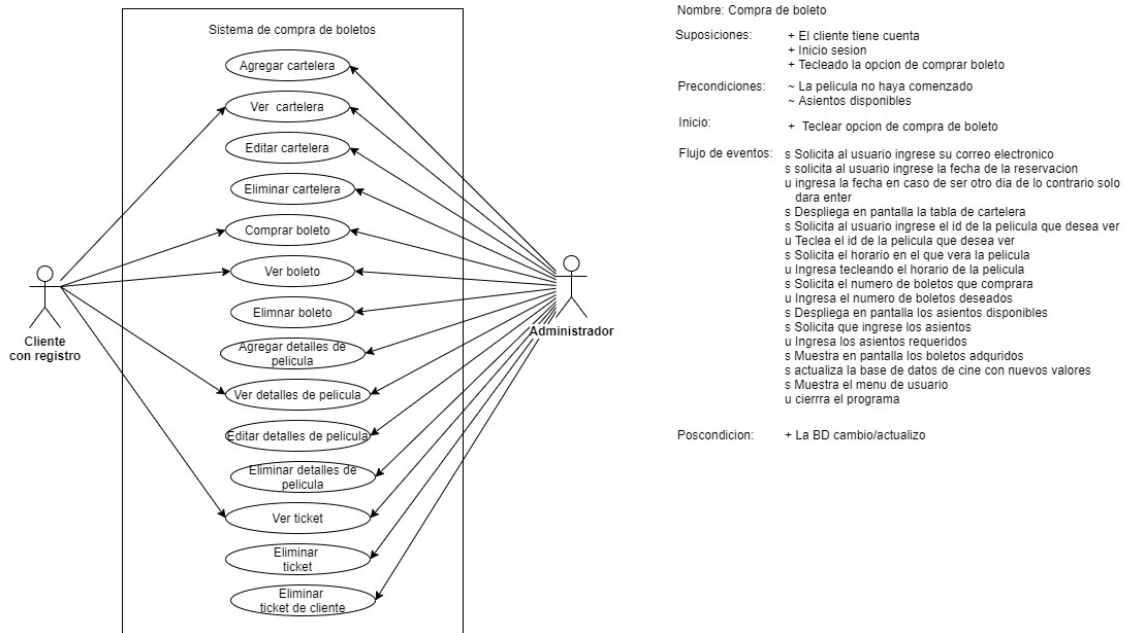 Sistema de compra de boletos
Agregar cartelera
Ver cartelera
Editar cartelera
Eliminar cartelera
Comprar boleto
Ver boleto
Elimnar boleto
Agregar detalles de
pelicula
Ver detalles de pelicula
Editar detalles de pelicula
Eliminar detalles de
pelicula
Ver ticket
Eliminar
ticket
Eliminar
ticket de cliente
Cliente
con registro
Administrador
Nombre: Compra de boleto
Suposiciones: + El cliente tiene cuenta
+ Inicio sesion
+ Tecleado la opcion de comprar boleto
Precondiciones: ~ La pelicula no haya comenzado
~ Asientos disponibles
Inicio: + Teclear opcion de compra de boleto
Flujo de eventos: s Solicita al usuario ingrese su correo electronico
s solicita al usuario ingrese la fecha de la reservacion
u ingresa la fecha en caso de ser otro dia de lo contrario solo
dara enter
s Despliega en pantalla la tabla de cartelera
s Solicita al usuario ingrese el id de la pelicula que desea ver
u Teclea el id de la pelicula que desea ver
s Solicita el horario en el que vera la pelicula
u Ingresa tecleando el horario de la pelicula
s Solicita el numero de boletos que comprara
u Ingresa el numero de boletos deseados
s Despliega en pantalla los asientos disponibles
s Solicita que ingrese los asientos
u Ingresa los asientos requeridos
s Muestra en pantalla los boletos adquridos
s actualiza la base de datos de cine con nuevos valores
s Muestra el menu de usuario
u cierrra el programa
Poscondicion: + La BD cambio/actualizo